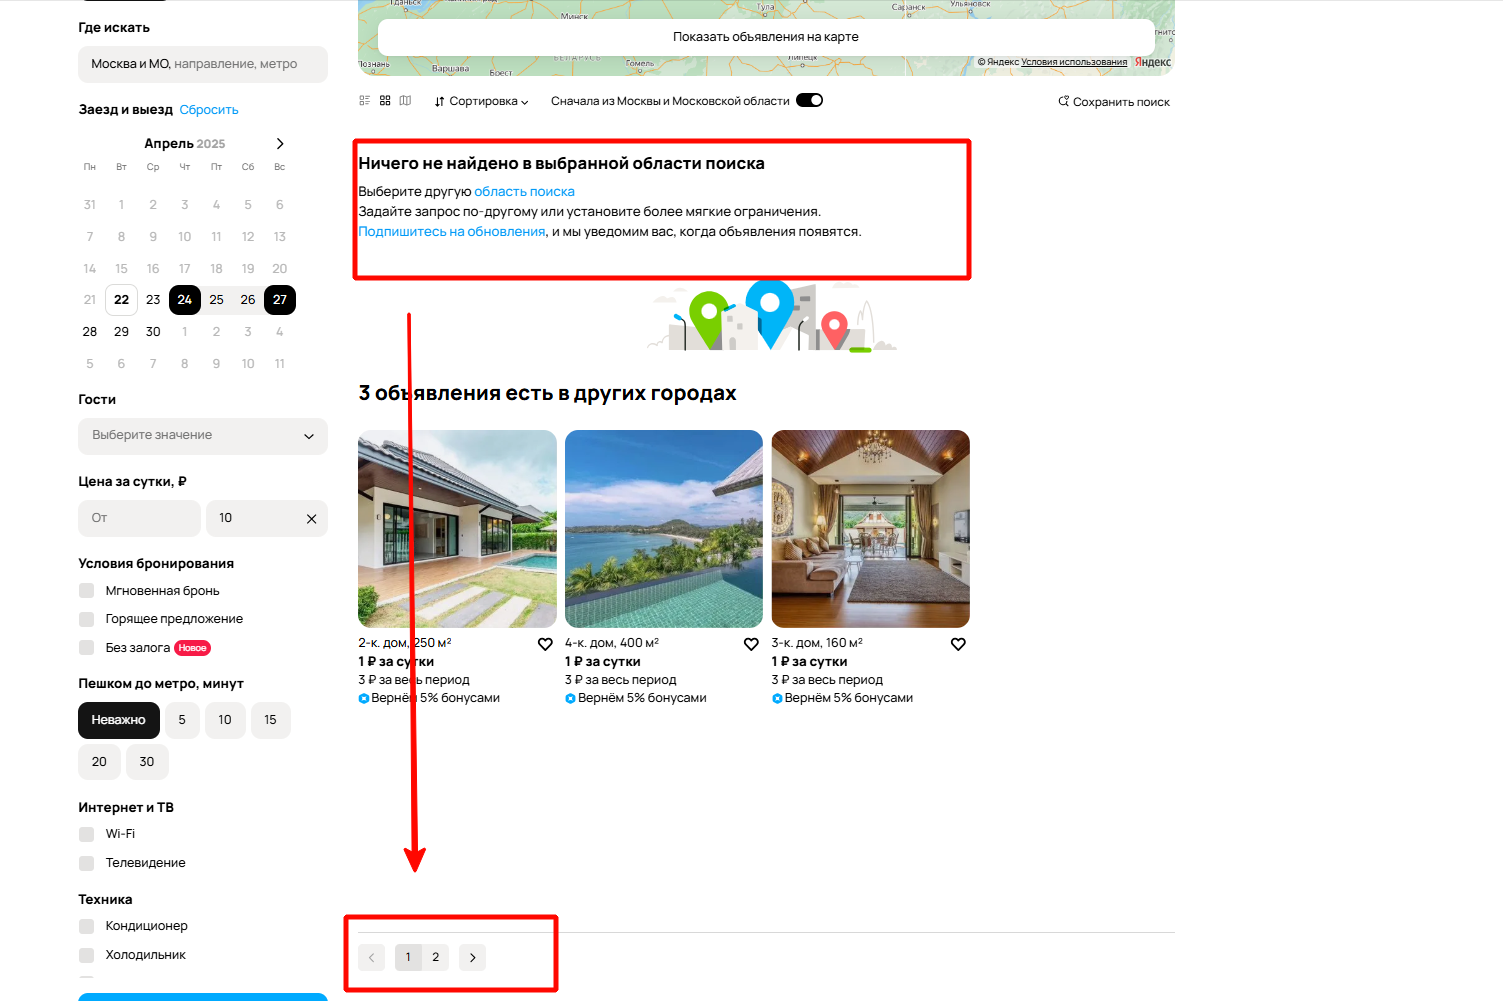 Где искать
Москва и МО, направление, метро
Заезд и выезд Сбросить
Апрель 2025
Пн Вт Ср Чт Пт Сб Вс
31 1 2 3 4 5 6
7 8 9 10 11 12 13
14 15 16 17 18 19 20
21 22 23 24 25 26 27
28 29 30 1 2 3 4
5 6 7 8 9 10 11
Гости
Выберите значение
Цена за сутки, ₽
От 10
Условия бронирования
Мгновенная бронь
Горящее предложение
Без залога Новое
Пешком до метро, минут
Неважно 5 10 15
20 30
Интернет и ТВ
Wi-Fi
Телевидение
Техника
Кондиционер
Холодильник
Гданьск
Минск
Тула
Саранск
Ульяновск
Показать объявления на карте
Познань
Варшава
Брест
БЕЛАРУСЬ
Гомель
Липецк
© Яндекс Условия использования Яндекс
Сортировка Сначала из Москвы и Московской области Сохранить поиск
Ничего не найдено в выбранной области поиска
Выберите другую область поиска
Задайте запрос по-другому или установите более мягкие ограничения.
Подпишитесь на обновления, и мы уведомим вас, когда объявления появятся.
3 объявления есть в других городах
2-к. дом, 250 м²
1 ₽ за сутки
3 ₽ за весь период
Вернём 5% бонусами
4-к. дом, 400 м²
1 ₽ за сутки
3 ₽ за весь период
Вернём 5% бонусами
3-к. дом, 160 м²
1 ₽ за сутки
3 ₽ за весь период
Вернём 5% бонусами
1 2